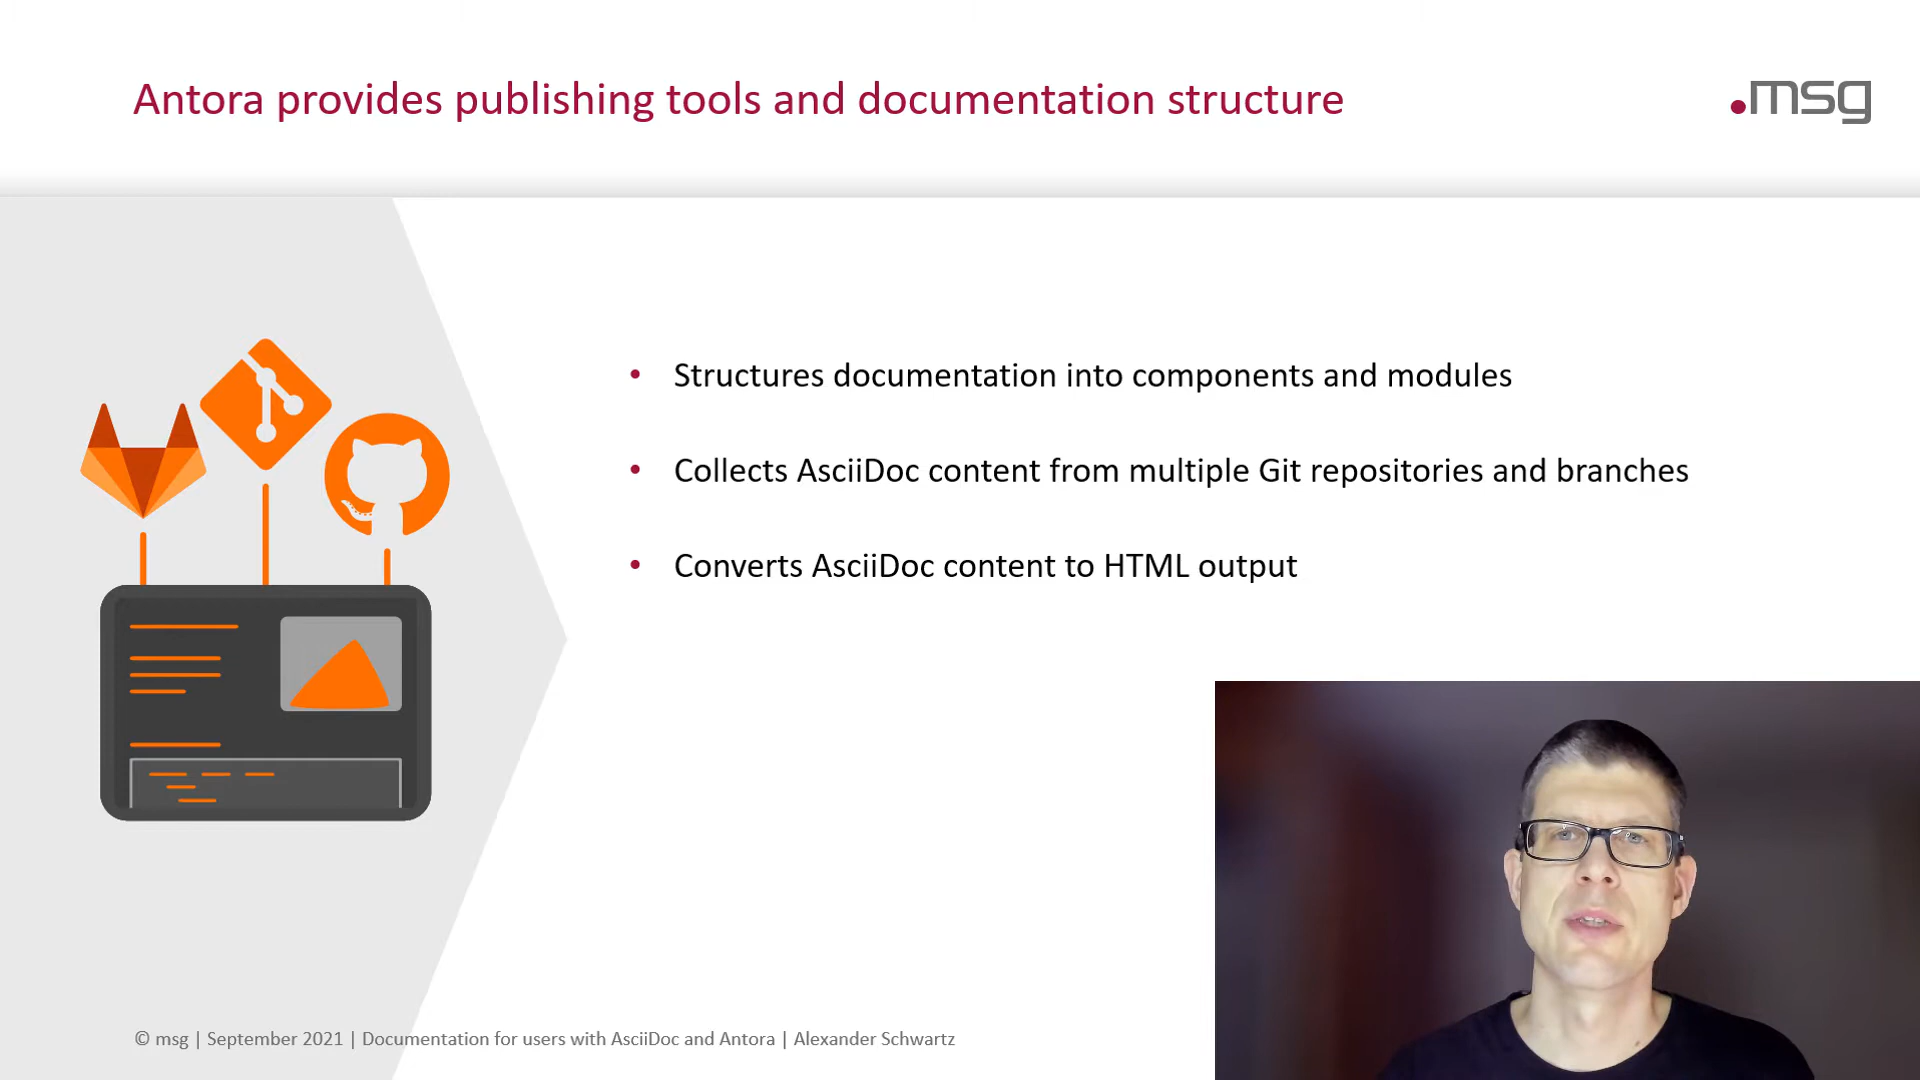 Antora provides publishing tools and documentation structure
.msg
• Structures documentation into components and modules
• Collects AsciiDoc content from multiple Git repositories and branches
• Converts AsciiDoc content to HTML output
© msg | September 2021 | Documentation for users with AsciiDoc and Antora | Alexander Schwartz